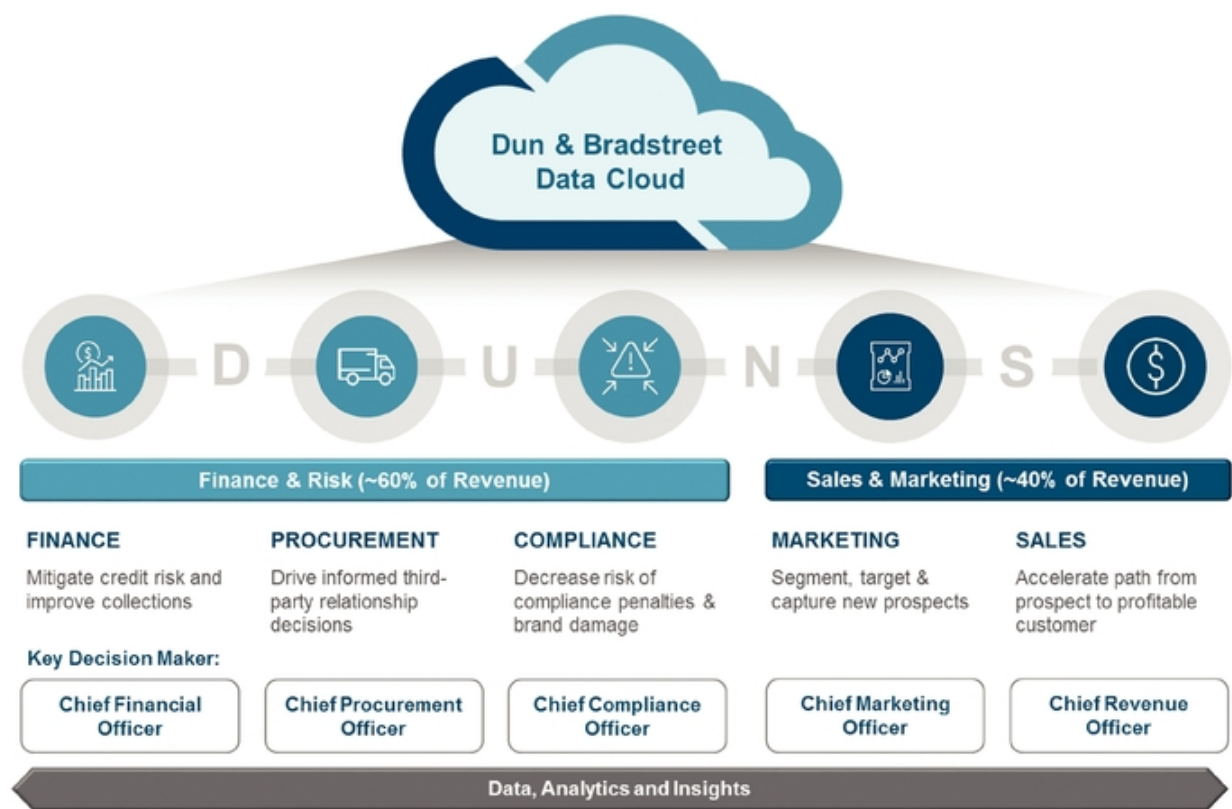 Dun & Bradstreet
Data Cloud
D U N S
Finance & Risk (~60% of Revenue)
Sales & Marketing (~40% of Revenue)
FINANCE
Mitigate credit risk and
improve collections
PROCUREMENT
Drive informed third-
party relationship
decisions
COMPLIANCE
Decrease risk of
compliance penalties &
brand damage
MARKETING
Segment, target &
capture new prospects
SALES
Accelerate path from
prospect to profitable
customer
Key Decision Maker:
Chief Financial
Officer
Chief Procurement
Officer
Chief Compliance
Officer
Chief Marketing
Officer
Chief Revenue
Officer
Data, Analytics and Insights